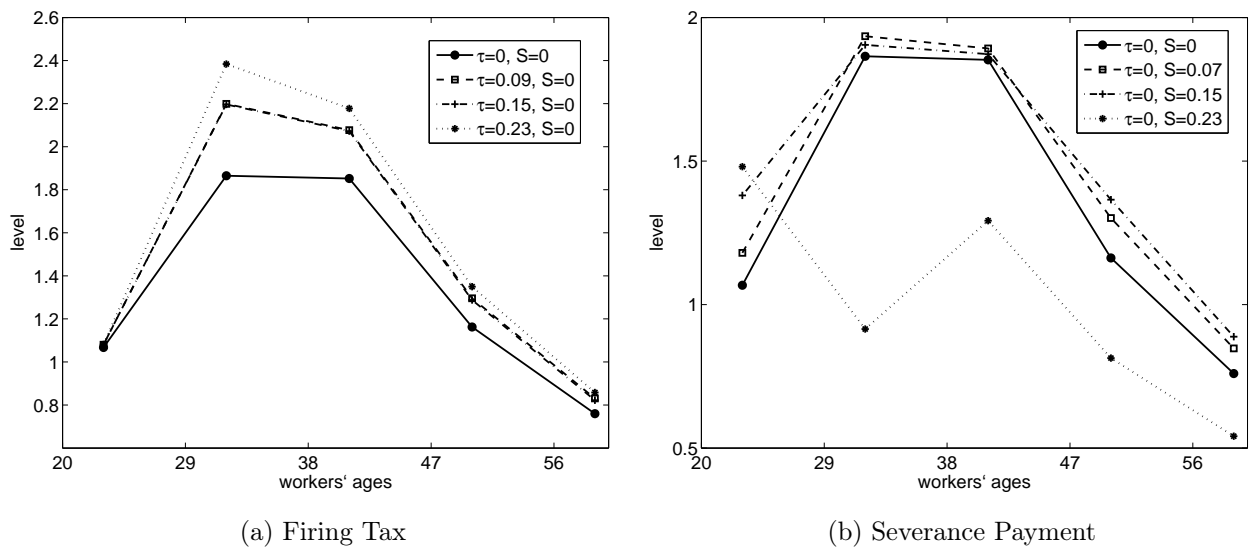 2.6
2.4
2.2
2
1.8
1.6
1.4
1.2
1
0.8
level
20 29 38 47 56
workers‘ ages
τ=0, S=0
τ=0.09, S=0
τ=0.15, S=0
τ=0.23, S=0
(a) Firing Tax
2
1.5
1
0.5
level
20 29 38 47 56
workers‘ ages
τ=0, S=0
τ=0, S=0.07
τ=0, S=0.15
τ=0, S=0.23
(b) Severance Payment